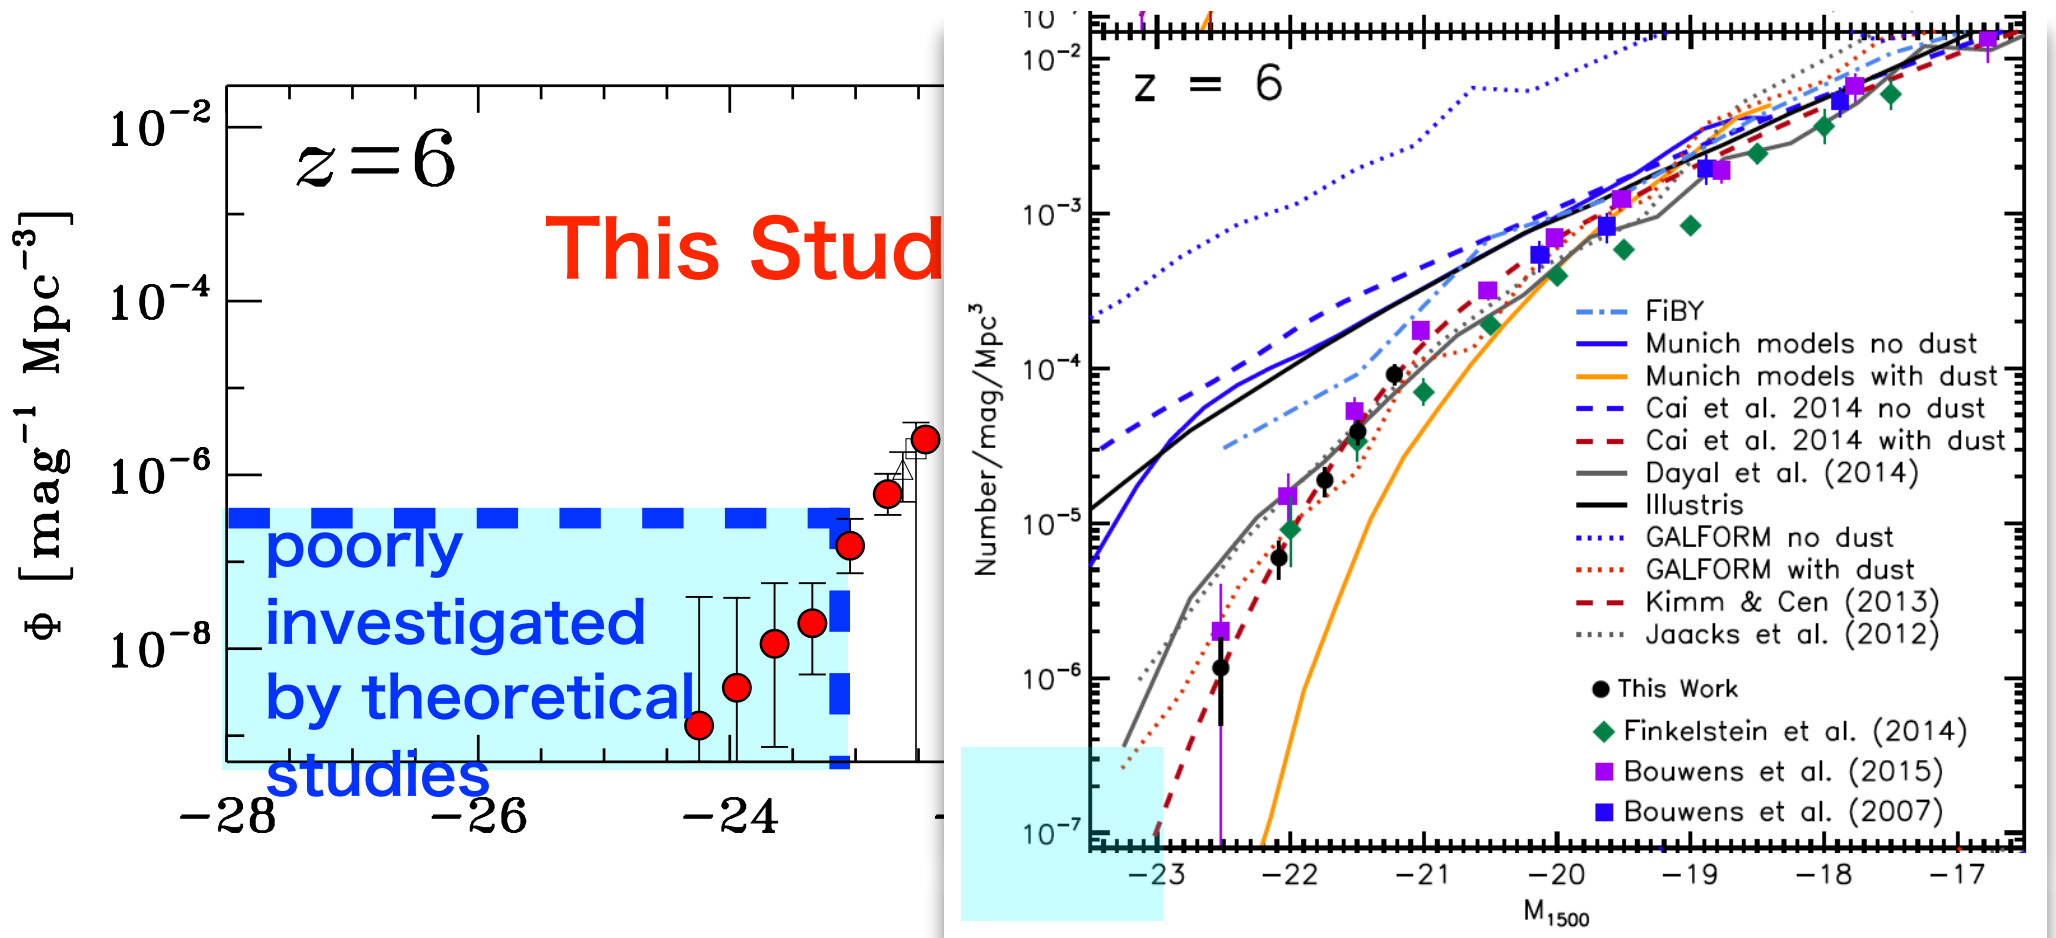 10⁻²
10⁻⁴
10⁻⁶
10⁻⁸
Φ [mag⁻¹ Mpc⁻³]
z=6
This Stud
poorly
investigated
by theoretical
studies
-28
-26
-24
z = 6
10⁻²
10⁻³
10⁻⁴
10⁻⁵
10⁻⁶
10⁻⁷
Number/mag/Mpc³
FiBY
Munich models no dust
Munich models with dust
Cai et al. 2014 no dust
Cai et al. 2014 with dust
Dayal et al. (2014)
Illustris
GALFORM no dust
GALFORM with dust
Kimm & Cen (2013)
Jaacks et al. (2012)
This Work
Finkelstein et al. (2014)
Bouwens et al. (2015)
Bouwens et al. (2007)
-23
-22
-21
-20
-19
-18
-17
M₁₅₀₀